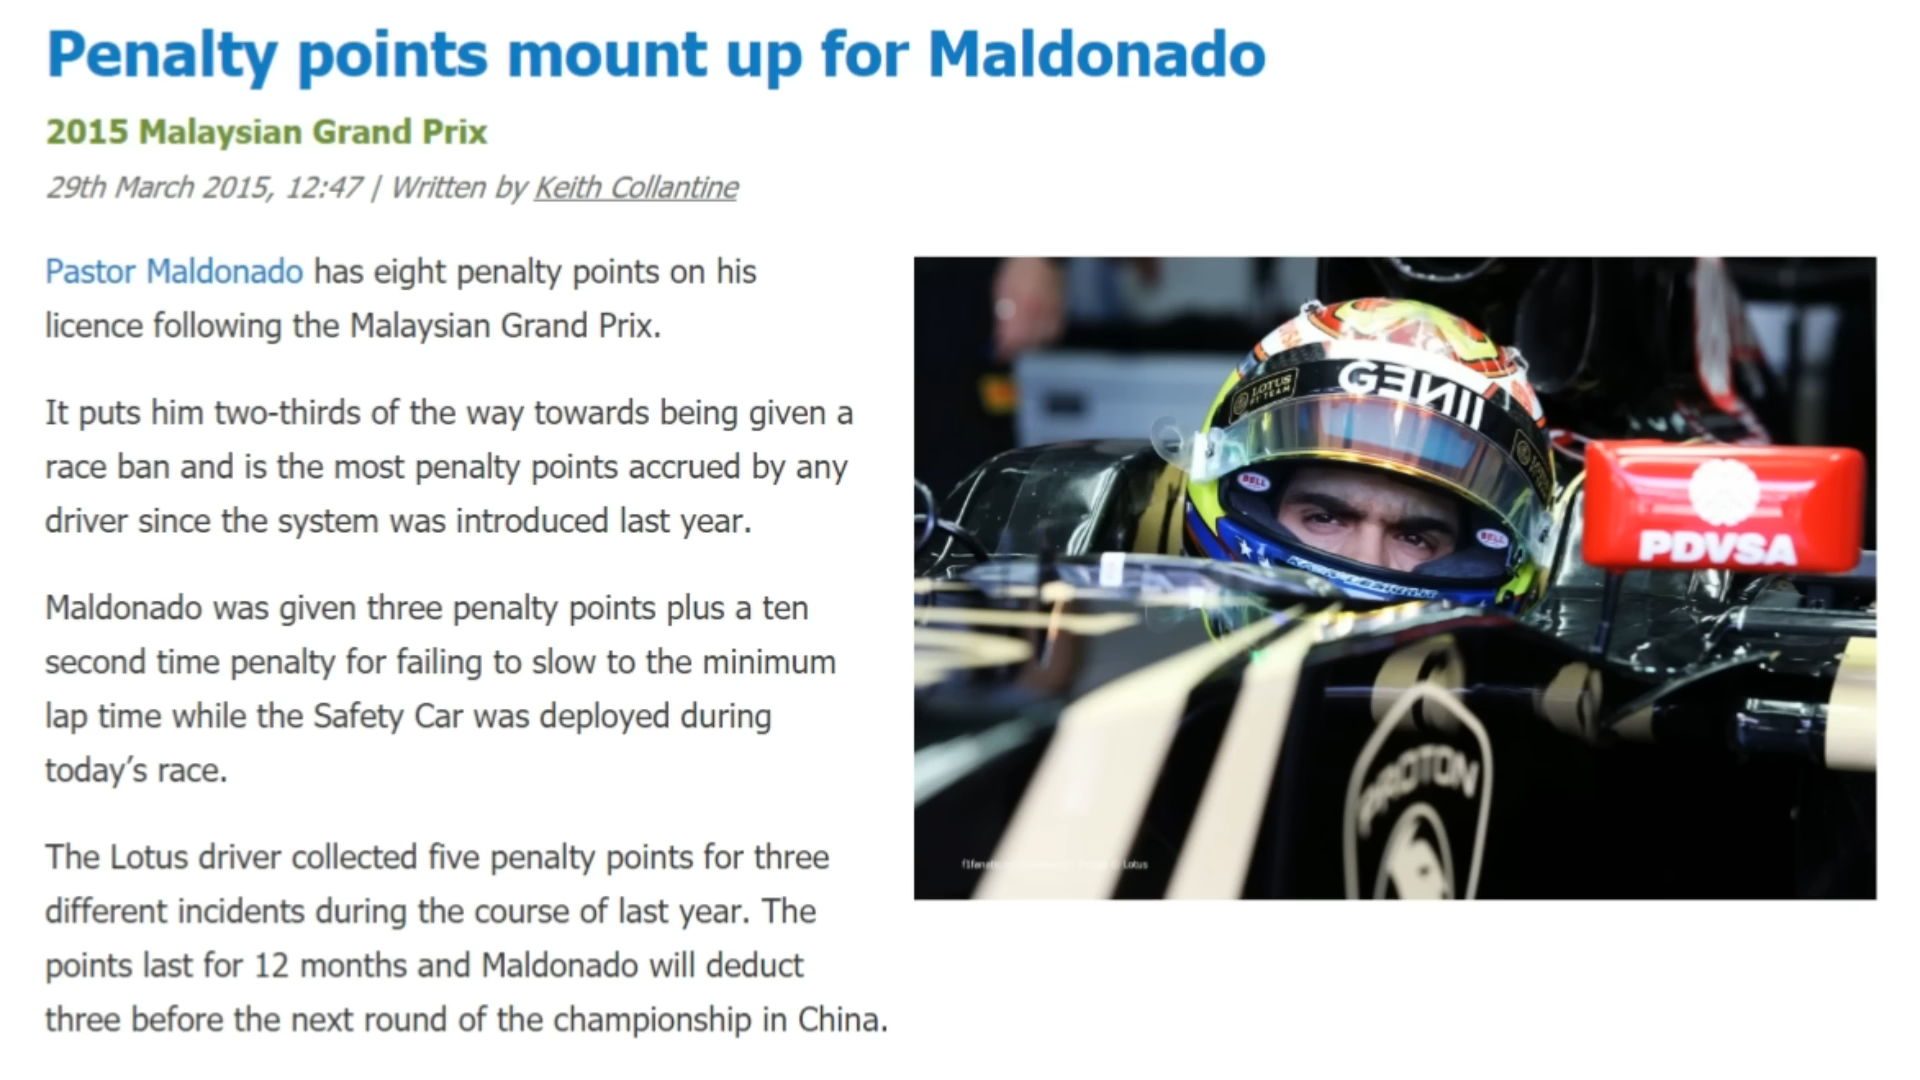 Penalty points mount up for Maldonado
2015 Malaysian Grand Prix
29th March 2015, 12:47 | Written by Keith Collantine
Pastor Maldonado has eight penalty points on his
licence following the Malaysian Grand Prix.
It puts him two-thirds of the way towards being given a
race ban and is the most penalty points accrued by any
driver since the system was introduced last year.
Maldonado was given three penalty points plus a ten
second time penalty for failing to slow to the minimum
lap time while the Safety Car was deployed during
today’s race.
The Lotus driver collected five penalty points for three
different incidents during the course of last year. The
points last for 12 months and Maldonado will deduct
three before the next round of the championship in China.
GENII
LOTUS
F1 TEAM
BELL
BELL
PDVSA
PROTON
Lotus